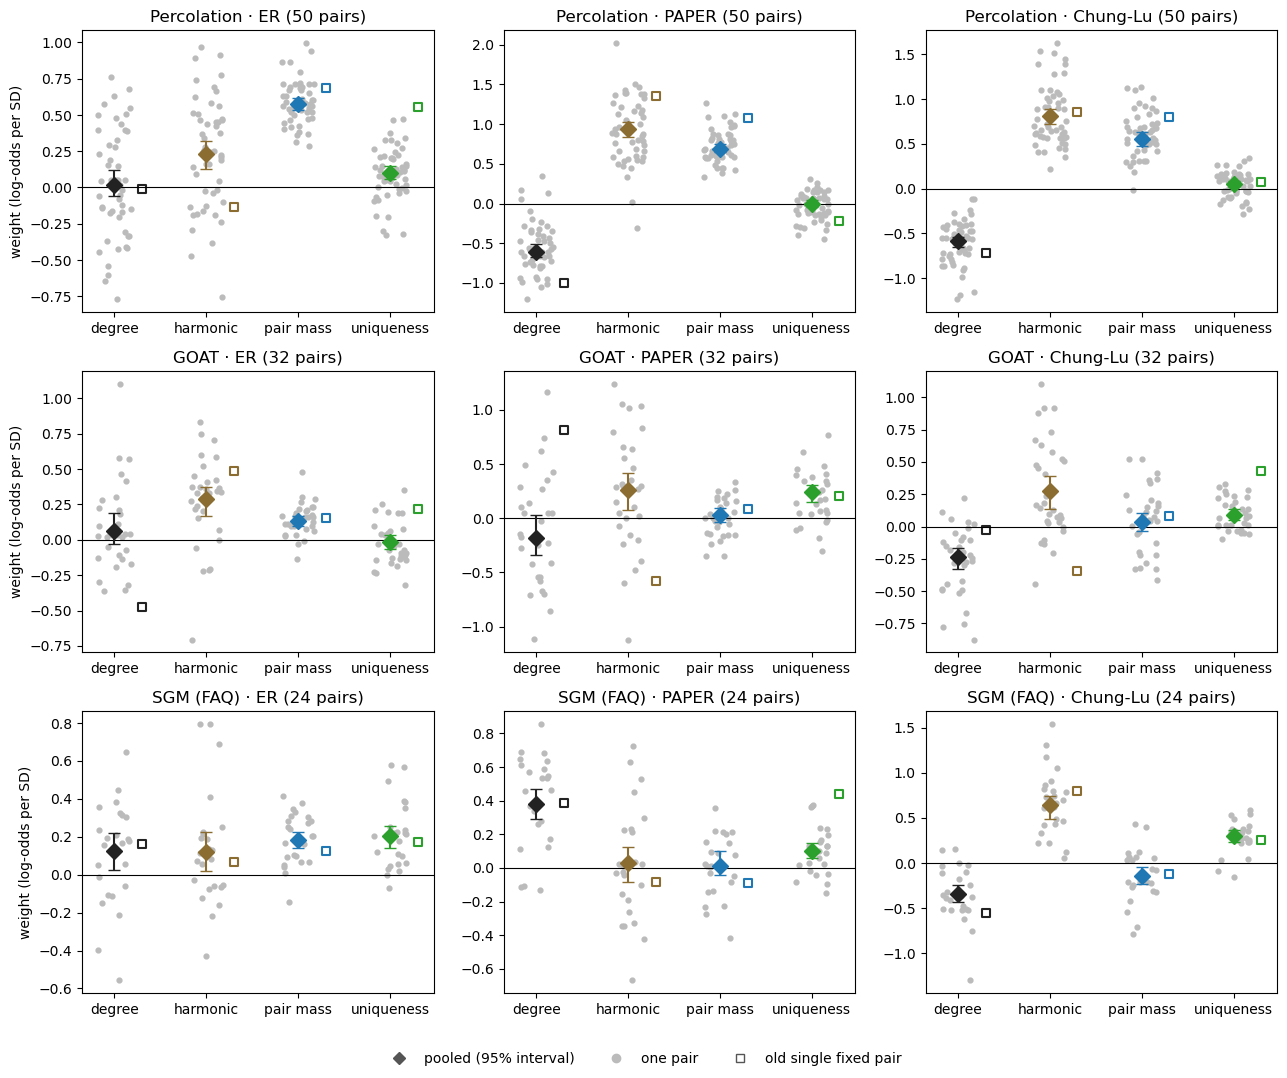 Percolation · ER (50 pairs)
Percolation · PAPER (50 pairs)
Percolation · Chung-Lu (50 pairs)
weight (log-odds per SD)
1.00
0.75
0.50
0.25
0.00
−0.25
−0.50
−0.75
degree harmonic pair mass uniqueness
2.0
1.5
1.0
0.5
0.0
−0.5
−1.0
degree harmonic pair mass uniqueness
1.5
1.0
0.5
0.0
−0.5
−1.0
degree harmonic pair mass uniqueness
GOAT · ER (32 pairs)
GOAT · PAPER (32 pairs)
GOAT · Chung-Lu (32 pairs)
weight (log-odds per SD)
1.00
0.75
0.50
0.25
0.00
−0.25
−0.50
−0.75
degree harmonic pair mass uniqueness
1.0
0.5
0.0
−0.5
−1.0
degree harmonic pair mass uniqueness
1.00
0.75
0.50
0.25
0.00
−0.25
−0.50
−0.75
degree harmonic pair mass uniqueness
SGM (FAQ) · ER (24 pairs)
SGM (FAQ) · PAPER (24 pairs)
SGM (FAQ) · Chung-Lu (24 pairs)
weight (log-odds per SD)
0.8
0.6
0.4
0.2
0.0
−0.2
−0.4
−0.6
degree harmonic pair mass uniqueness
0.8
0.6
0.4
0.2
0.0
−0.2
−0.4
−0.6
degree harmonic pair mass uniqueness
1.5
1.0
0.5
0.0
−0.5
−1.0
degree harmonic pair mass uniqueness
pooled (95% interval) one pair old single fixed pair